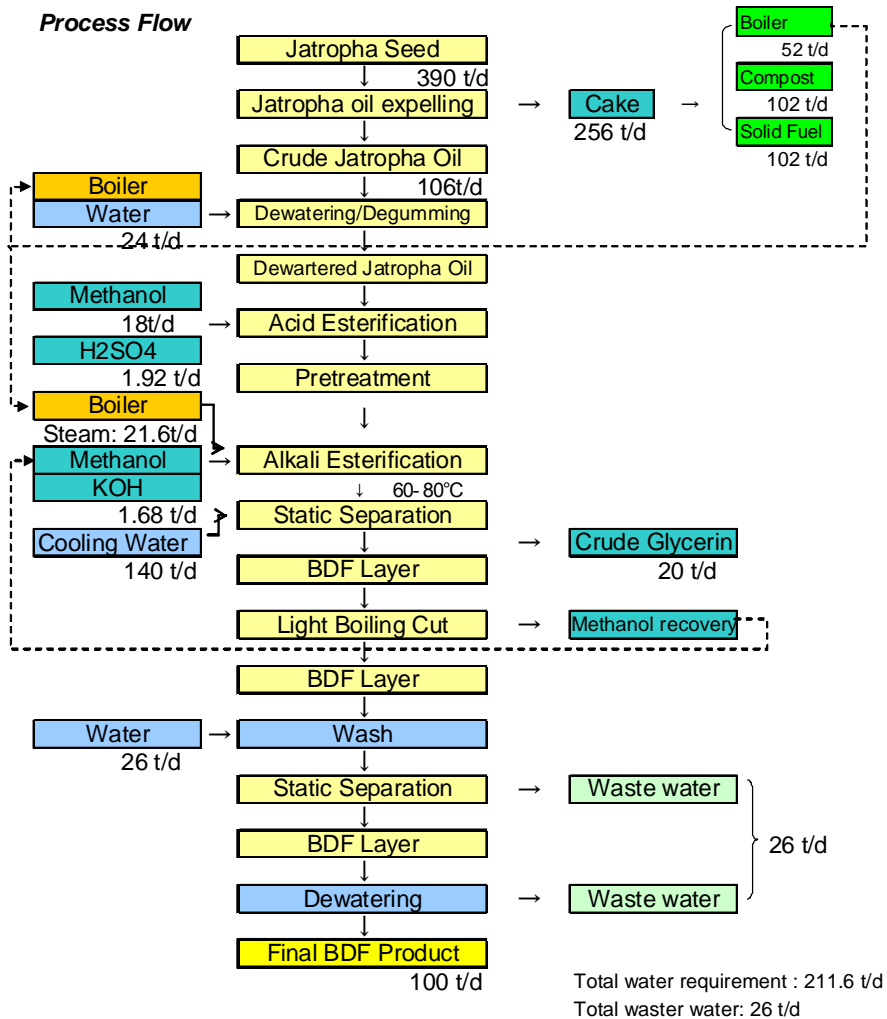 Process Flow
Boiler
52 t/d
Jatropha Seed
390 t/d
Compost
102 t/d
Jatropha oil expelling → Cake →
256 t/d
Solid Fuel
102 t/d
Crude Jatropha Oil
106t/d
Boiler
Water → Dewatering/Degumming
24 t/d
Dewartered Jatropha Oil
Methanol
18t/d → Acid Esterification
H2SO4
1.92 t/d
Pretreatment
Boiler
Steam: 21.6t/d
Methanol → Alkali Esterification
KOH
↓ 60-80°C
1.68 t/d
Static Separation
Cooling Water
140 t/d
→ Crude Glycerin
20 t/d
BDF Layer
Light Boiling Cut → Methanol recovery
BDF Layer
Water → Wash
26 t/d
Static Separation → Waste water
26 t/d
BDF Layer
Dewatering → Waste water
Final BDF Product
100 t/d
Total water requirement : 211.6 t/d
Total waster water: 26 t/d